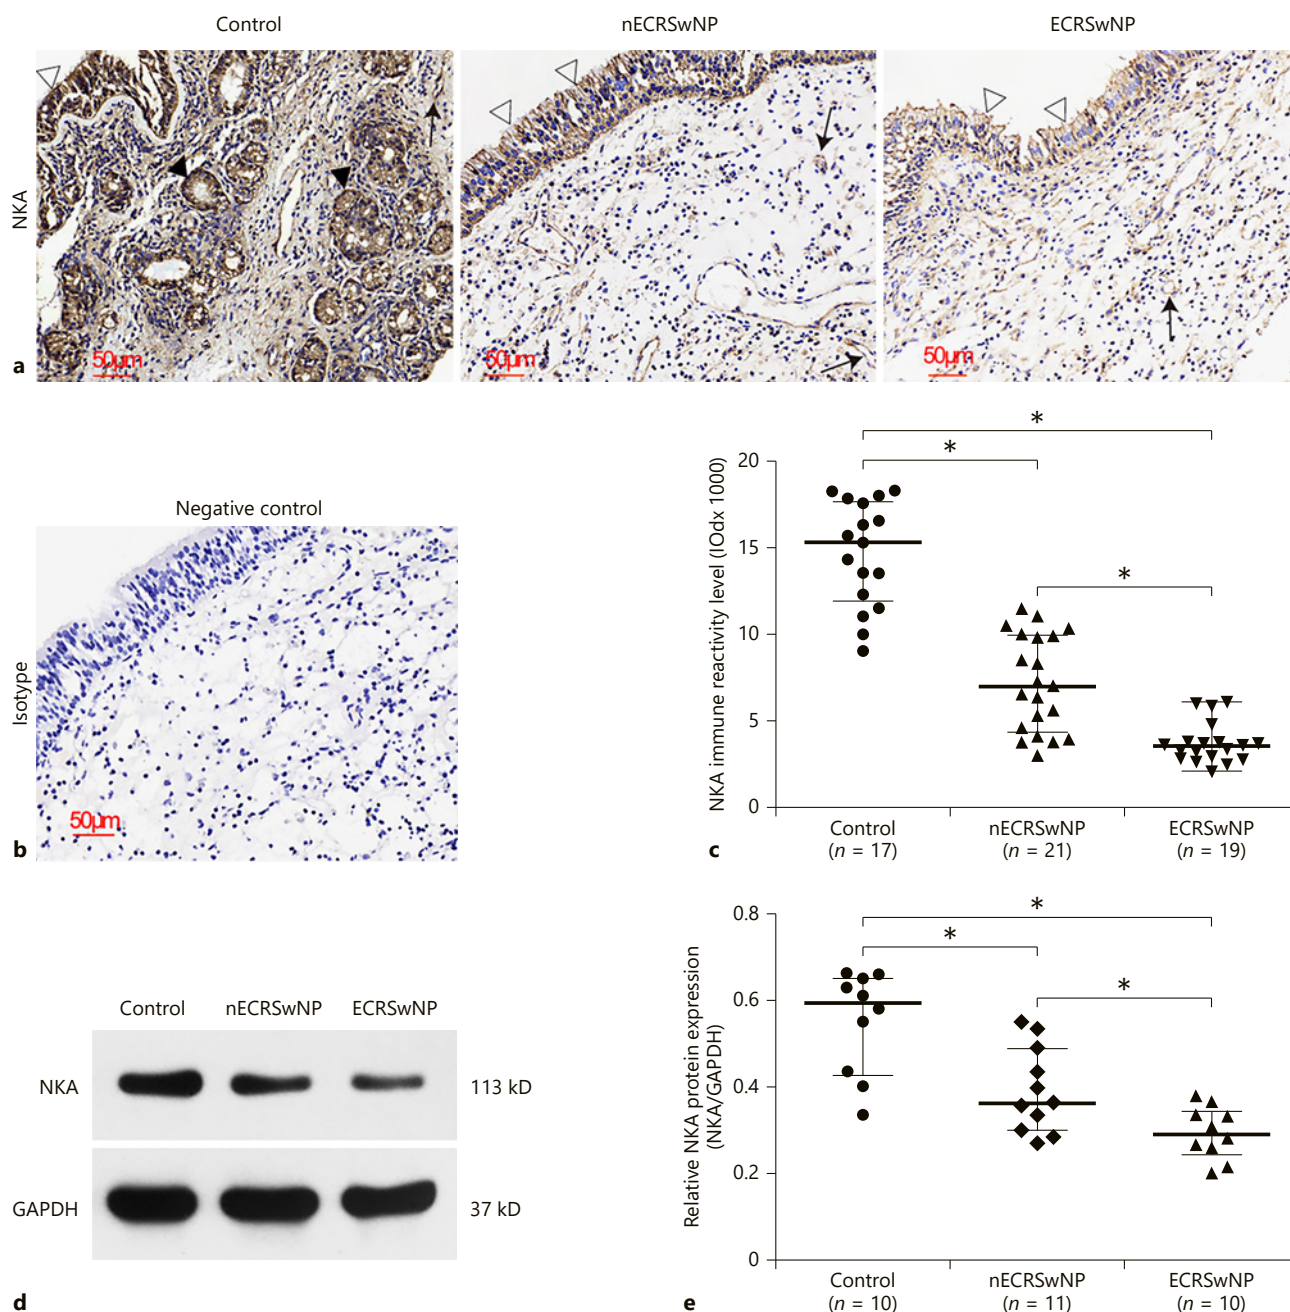 Control
nECRSwNP
ECRSwNP
NKA
50µm
50µm
50µm
a
Negative control
Isotype
50µm
b
*
*
*
NKA immune reactivity level (IOdx 1000)
20
15
10
5
0
Control
(n = 17)
nECRSwNP
(n = 21)
ECRSwNP
(n = 19)
c
Control
nECRSwNP
ECRSwNP
NKA
113 kD
GAPDH
37 kD
d
*
*
*
Relative NKA protein expression
(NKA/GAPDH)
0.8
0.6
0.4
0.2
0
Control
(n = 10)
nECRSwNP
(n = 11)
ECRSwNP
(n = 10)
e